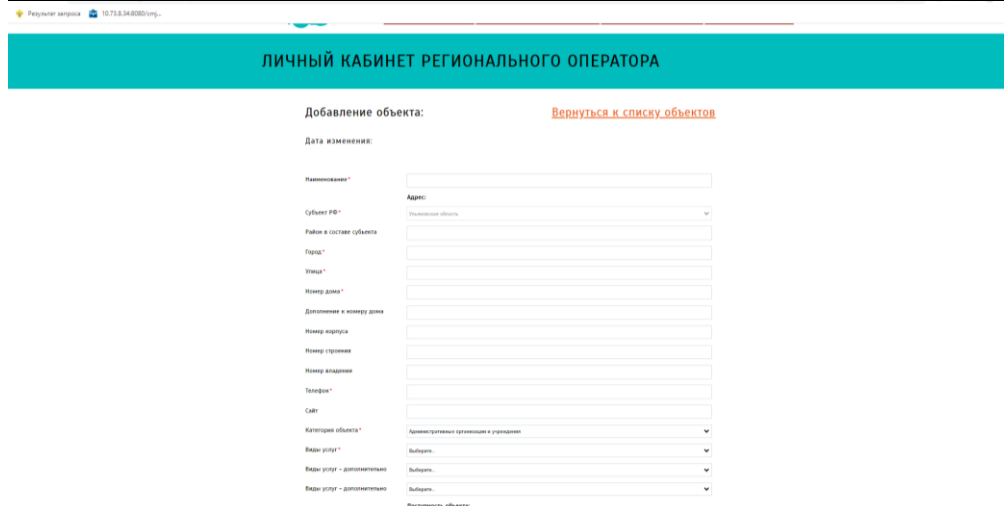 Результат запроса 10.73.8.34:8080/cmj...
ЛИЧНЫЙ КАБИНЕТ РЕГИОНАЛЬНОГО ОПЕРАТОРА
Добавление объекта: Вернуться к списку объектов
Дата изменения:
Наименование*
Адрес:
Субъект РФ* Ульяновская область
Район в составе субъекта
Город*
Улица*
Номер дома*
Дополнение к номеру дома
Номер корпуса
Номер строения
Номер владения
Телефон*
Сайт
Категория объекта* Административные организации и учреждения
Виды услуг* Выберите..
Виды услуг - дополнительно Выберите..
Виды услуг - дополнительно Выберите..
Доступность объекта: